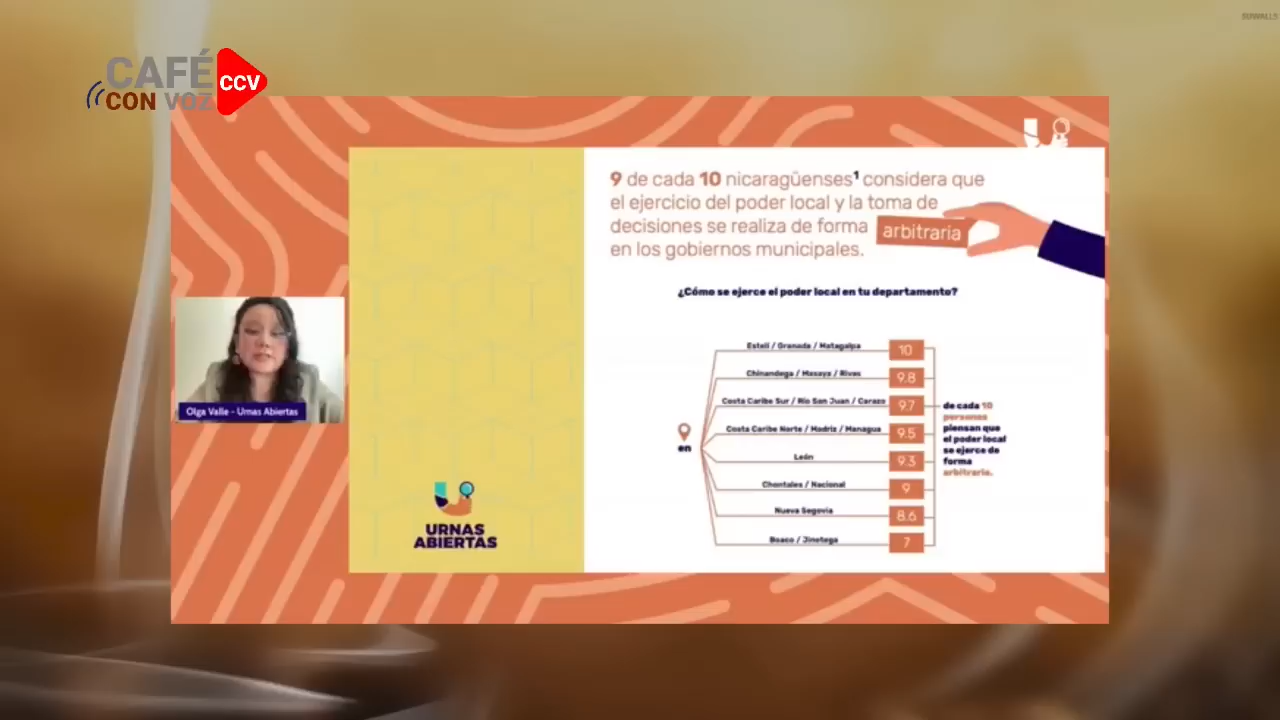 SUNWALLS
CAFÉ
CON VOZ
CCV
9 de cada 10 nicaragüenses¹ considera que
el ejercicio del poder local y la toma de
decisiones se realiza de forma arbitraria
en los gobiernos municipales.
¿Cómo se ejerce el poder local en tu departamento?
en
Estelí / Granada / Matagalpa 10
Chinandega / Masaya / Rivas 9.8
Costa Caribe Sur / Río San Juan / Carazo 9.7
Costa Caribe Norte / Madriz / Managua 9.5
León 9.3
Chontales / Nacional 9
Nueva Segovia 8.6
Boaco / Jinotega 7
de cada 10
personas
piensan que
el poder local
se ejerce de
forma
arbitraria.
Olga Valle - Urnas Abiertas
URNAS
ABIERTAS